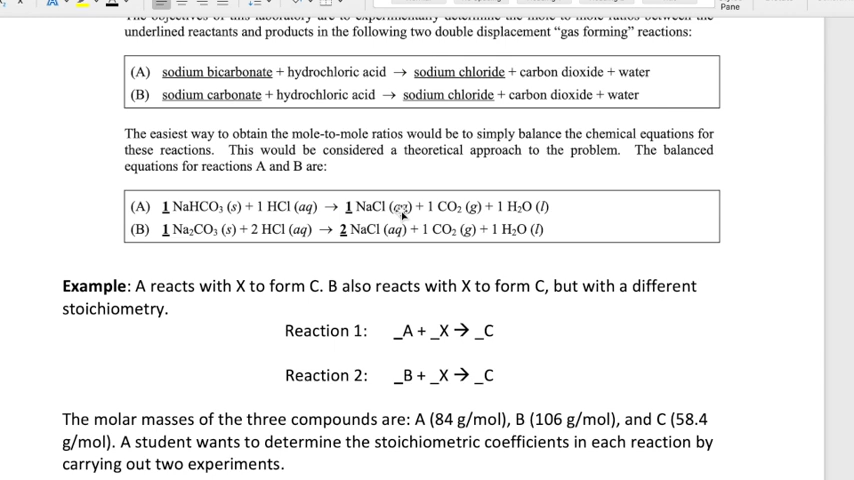 Pane
underlined reactants and products in the following two double displacement “gas forming” reactions:
(A) sodium bicarbonate + hydrochloric acid → sodium chloride + carbon dioxide + water
(B) sodium carbonate + hydrochloric acid → sodium chloride + carbon dioxide + water
The easiest way to obtain the mole-to-mole ratios would be to simply balance the chemical equations for
these reactions. This would be considered a theoretical approach to the problem. The balanced
equations for reactions A and B are:
(A) 1 NaHCO₃ (s) + 1 HCl (aq) → 1 NaCl (aq) + 1 CO₂ (g) + 1 H₂O (l)
(B) 1 Na₂CO₃ (s) + 2 HCl (aq) → 2 NaCl (aq) + 1 CO₂ (g) + 1 H₂O (l)
Example: A reacts with X to form C. B also reacts with X to form C, but with a different
stoichiometry.
Reaction 1: _A + _X → _C
Reaction 2: _B + _X → _C
The molar masses of the three compounds are: A (84 g/mol), B (106 g/mol), and C (58.4
g/mol). A student wants to determine the stoichiometric coefficients in each reaction by
carrying out two experiments.